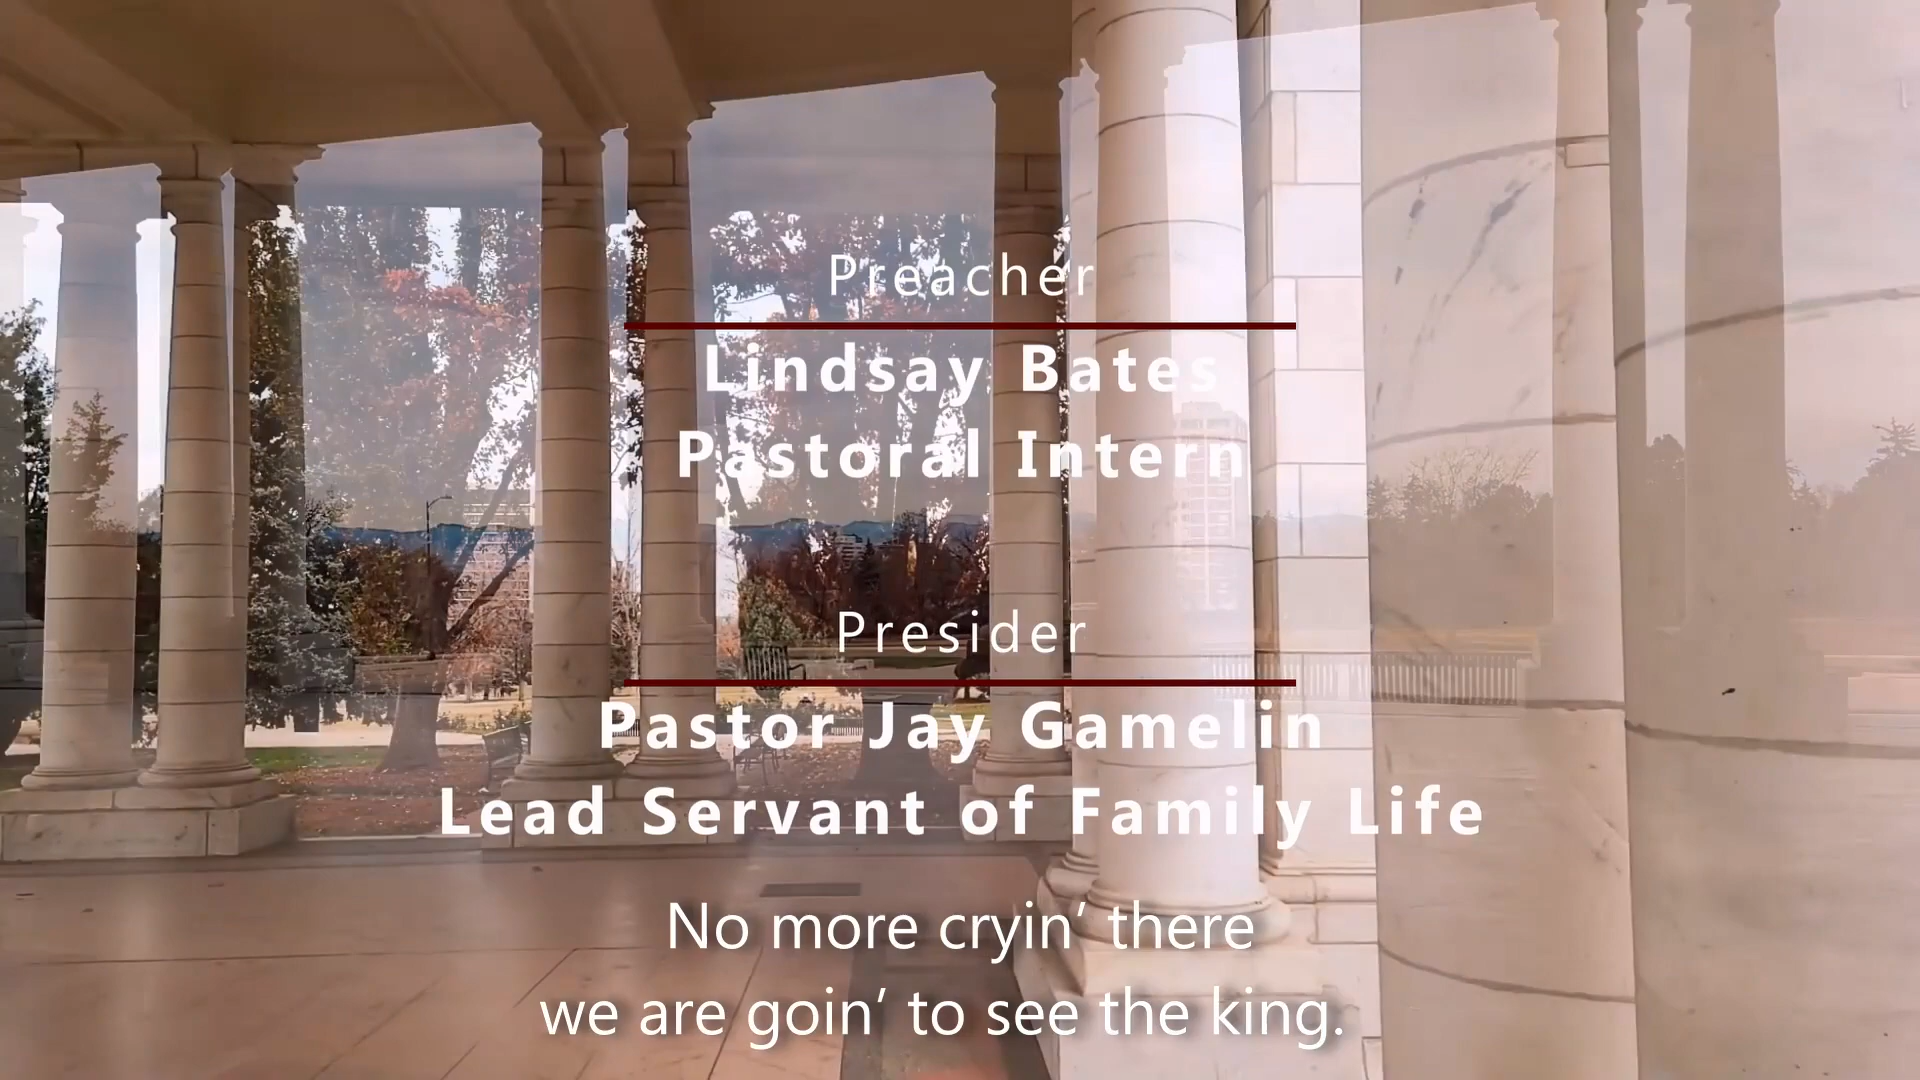 Preacher
Lindsay Bates
Pastoral Intern
Presider
Pastor Jay Gamelin
Lead Servant of Family Life
No more cryin’ there
we are goin’ to see the king.